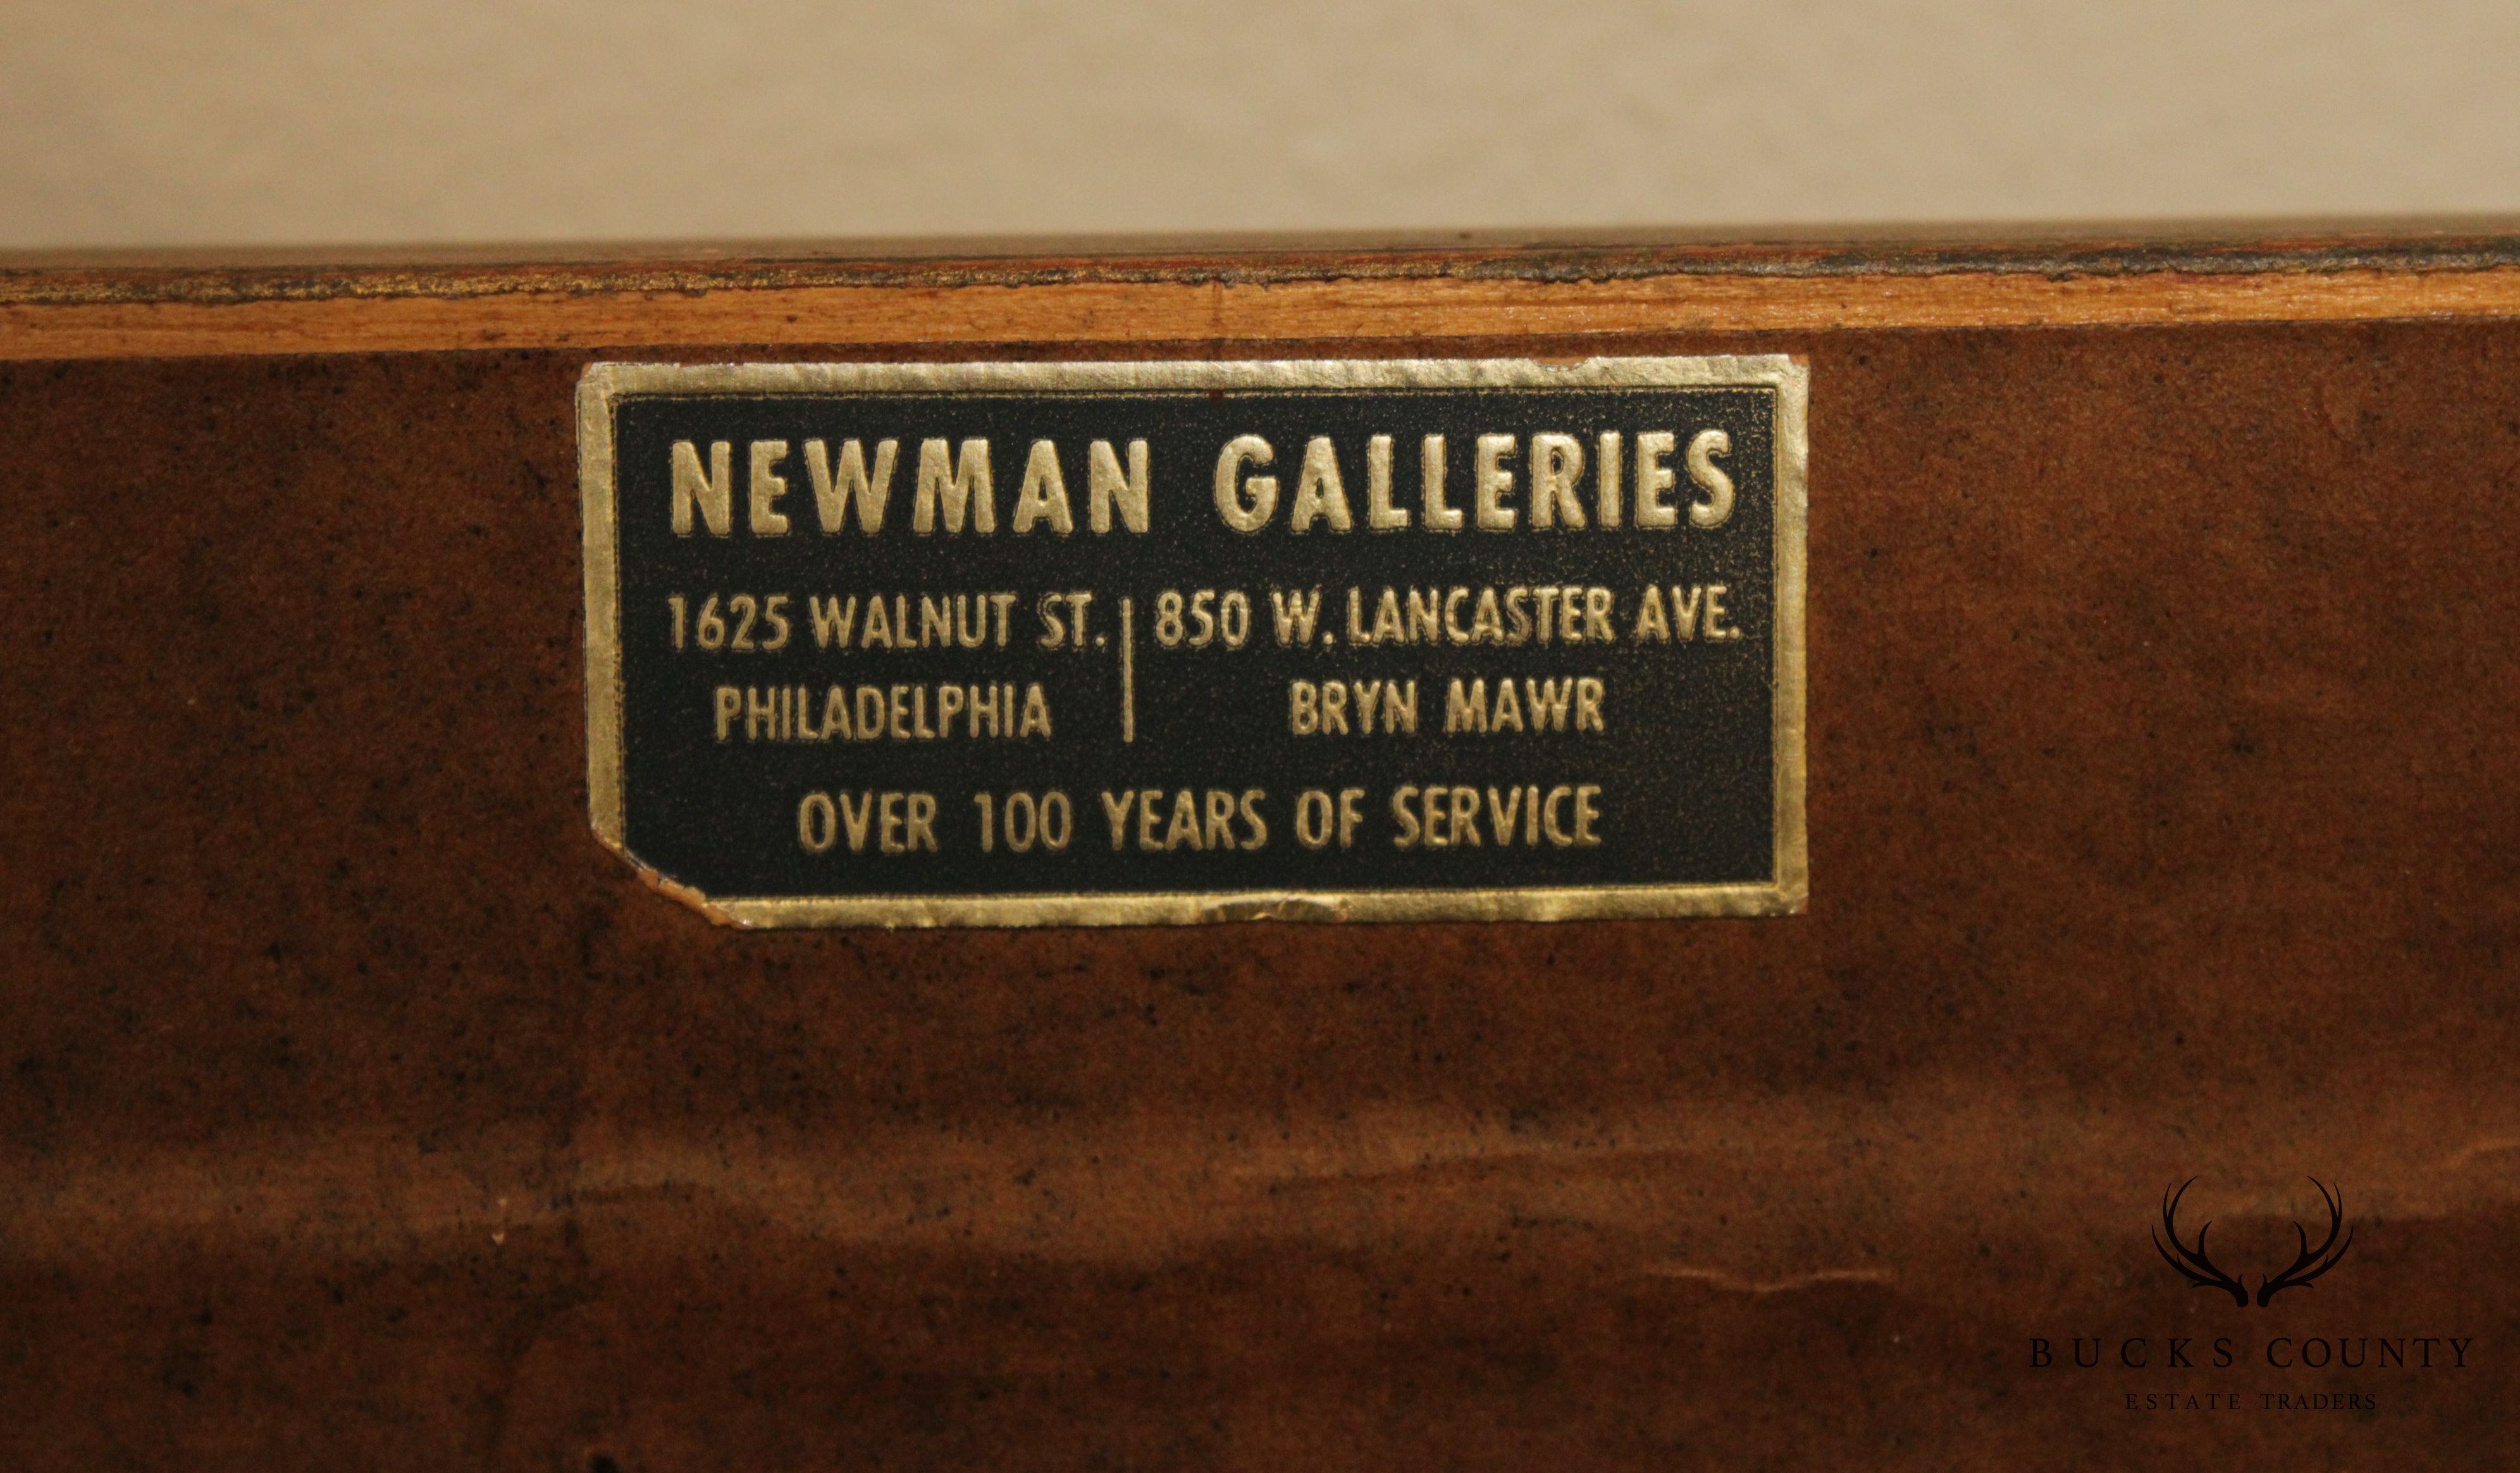 NEWMAN GALLERIES
1625 WALNUT ST. | 850 W. LANCASTER AVE.
PHILADELPHIA | BRYN MAWR
OVER 100 YEARS OF SERVICE
BUCKS COUNTY
ESTATE TRADERS